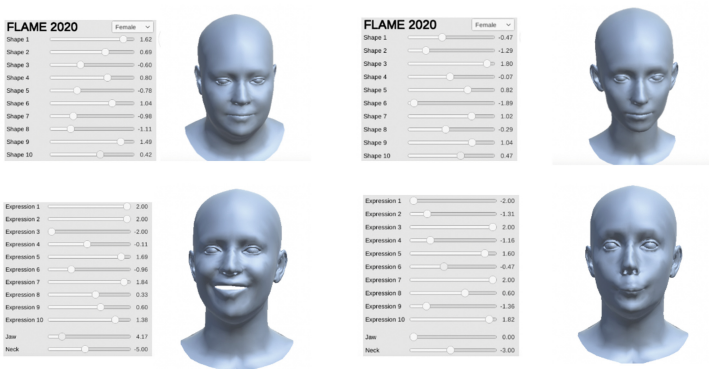 FLAME 2020 Female
Shape 1 1.62
Shape 2 0.69
Shape 3 -0.60
Shape 4 0.80
Shape 5 -0.78
Shape 6 1.04
Shape 7 -0.98
Shape 8 -1.11
Shape 9 1.49
Shape 10 0.42
FLAME 2020 Female
Shape 1 -0.47
Shape 2 -1.29
Shape 3 1.80
Shape 4 -0.07
Shape 5 0.82
Shape 6 -1.89
Shape 7 1.02
Shape 8 -0.29
Shape 9 1.04
Shape 10 0.47
Expression 1 2.00
Expression 2 2.00
Expression 3 -2.00
Expression 4 -0.11
Expression 5 1.69
Expression 6 -0.96
Expression 7 1.84
Expression 8 0.33
Expression 9 0.60
Expression 10 1.38
Jaw 4.17
Neck -5.00
Expression 1 -2.00
Expression 2 -1.31
Expression 3 2.00
Expression 4 -1.16
Expression 5 1.60
Expression 6 -0.47
Expression 7 2.00
Expression 8 0.60
Expression 9 -1.36
Expression 10 1.82
Jaw 0.00
Neck -3.00